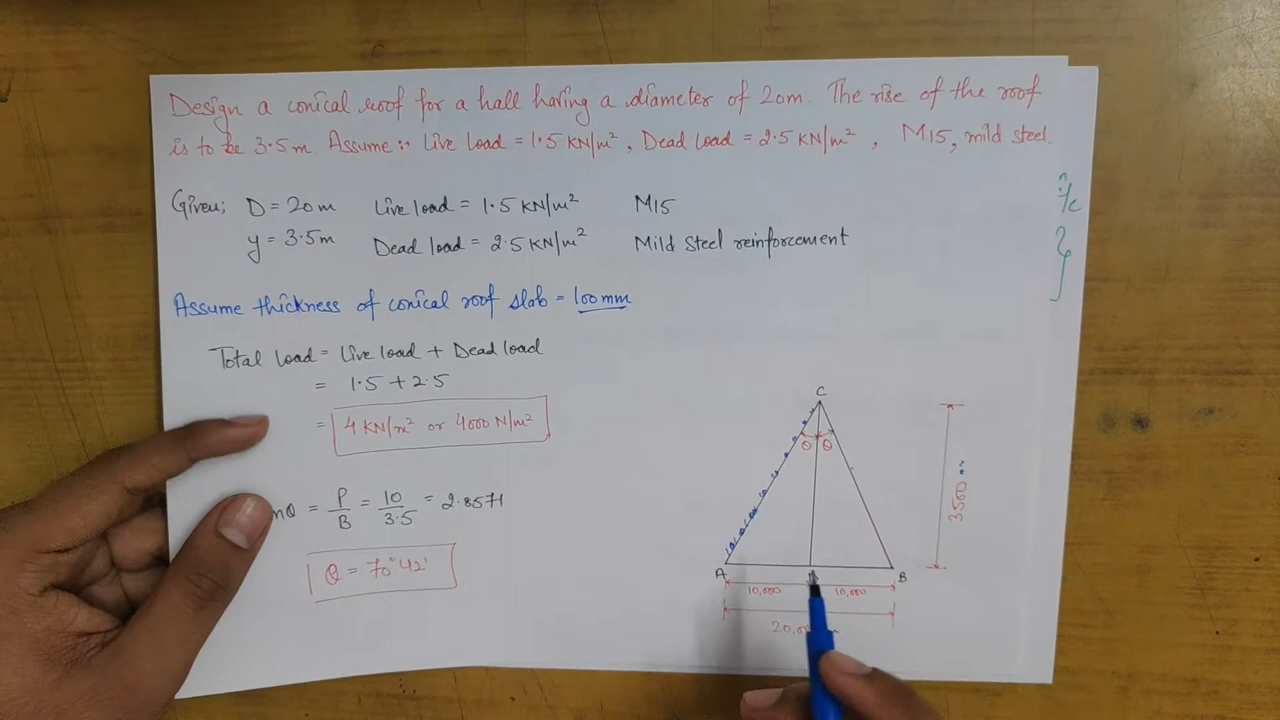 Design a conical roof for a hall having a diameter of 20m. The rise of the roof
is to be 3.5m. Assume :- Live Load = 1.5 KN/m², Dead Load = 2.5 KN/m², M15, mild steel.
Given; D = 20m Live load = 1.5 KN/m² M15
y = 3.5m Dead load = 2.5 KN/m² Mild Steel reinforcement
Assume thickness of conical roof slab = 100mm
Total load = Live load + Dead load
= 1.5 + 2.5
= 4 KN/m² or 4000 N/m²
nθ = P/B = 10/3.5 = 2.8571
θ = 70°42'
C
θ θ
3500
A B
10,000 10,000